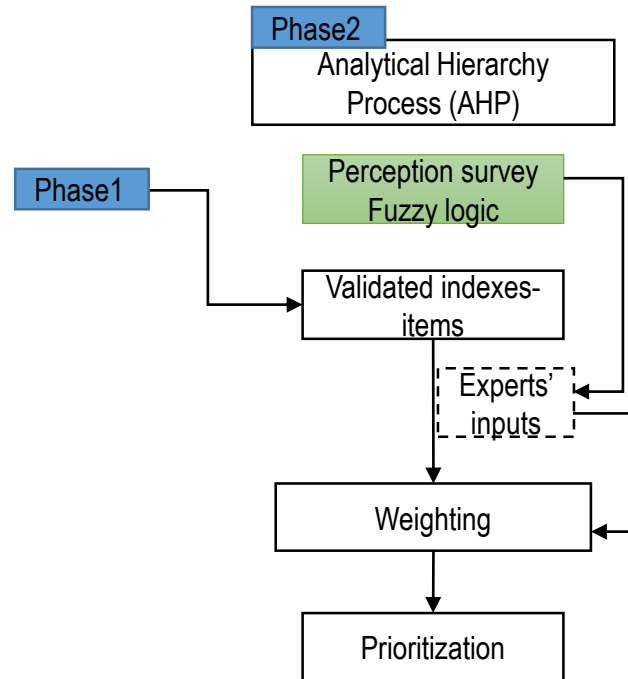 Phase2
Analytical Hierarchy
Process (AHP)
Perception survey
Fuzzy logic
Phase1
Validated indexes-
items
Experts’
inputs
Weighting
Prioritization